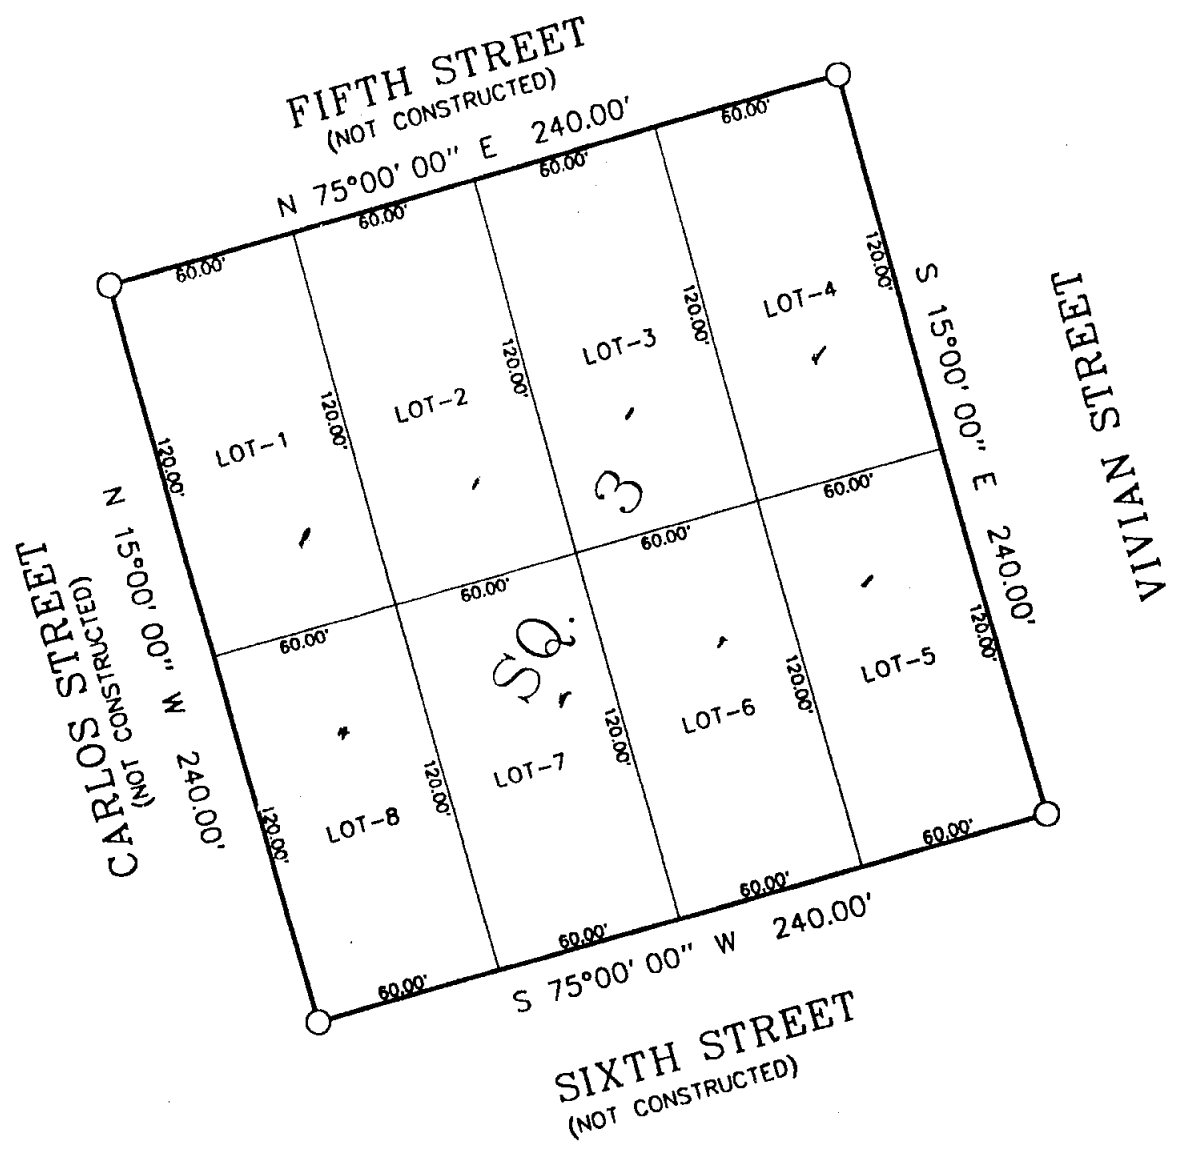 FIFTH STREET
(NOT CONSTRUCTED)
N 75°00' 00" E 240.00'
60.00'
60.00'
60.00'
60.00'
CARLOS STREET
(NOT CONSTRUCTED)
N 15°00' 00" W 240.00'
VIVIAN STREET
S 15°00' 00" E 240.00'
120.00'
LOT-1
120.00'
LOT-2
120.00'
LOT-3
120.00'
LOT-4
120.00'
60.00'
60.00'
60.00'
60.00'
SQ. 3
120.00'
LOT-8
120.00'
LOT-7
120.00'
LOT-6
120.00'
LOT-5
120.00'
60.00'
60.00'
60.00'
60.00'
S 75°00' 00" W 240.00'
SIXTH STREET
(NOT CONSTRUCTED)